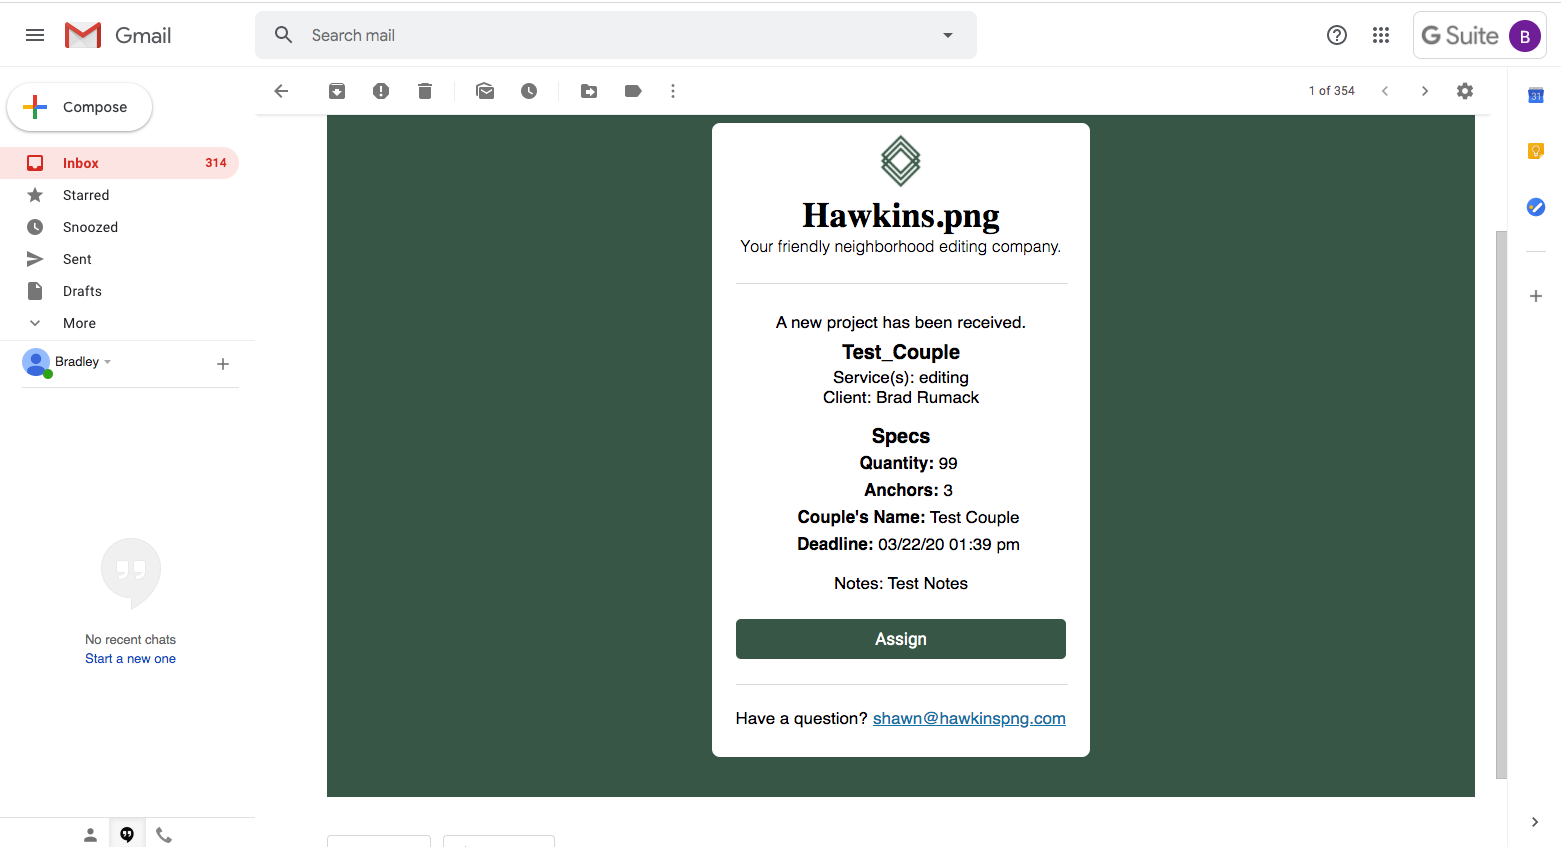 Gmail
Search mail
G Suite
B
Compose
1 of 354
31
Inbox 314
Starred
Snoozed
Sent
Drafts
More
Bradley
No recent chats
Start a new one
Hawkins.png
Your friendly neighborhood editing company.
A new project has been received.
Test_Couple
Service(s): editing
Client: Brad Rumack
Specs
Quantity: 99
Anchors: 3
Couple's Name: Test Couple
Deadline: 03/22/20 01:39 pm
Notes: Test Notes
Assign
Have a question? shawn@hawkinspng.com